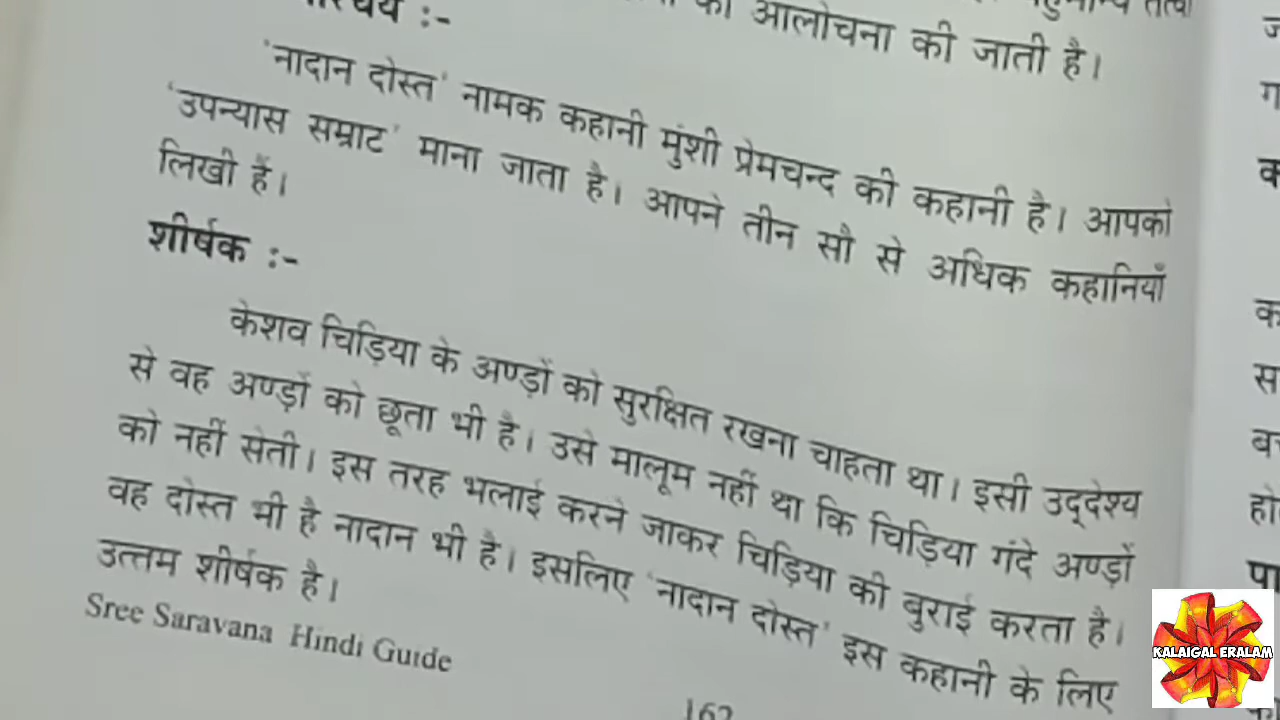 की आलोचना की जाती है।
:-
'नादान दोस्त' नामक कहानी मुंशी प्रेमचन्द की कहानी है। आपको
'उपन्यास सम्राट' माना जाता है। आपने तीन सौ से अधिक कहानियाँ
लिखी हैं।
शीर्षक :-
केशव चिड़िया के अण्ड़ों को सुरक्षित रखना चाहता था। इसी उद्देश्य
से वह अण्ड़ों को छूता भी है। उसे मालूम नहीं था कि चिड़िया गंदे अण्ड़ों
को नहीं सेती। इस तरह भलाई करने जाकर चिड़िया की बुराई करता है।
वह दोस्त भी है नादान भी है। इसलिए 'नादान दोस्त' इस कहानी के लिए
उत्तम शीर्षक है।
Sree Saravana Hindi Guide
162
KALAIGAL ERALAM